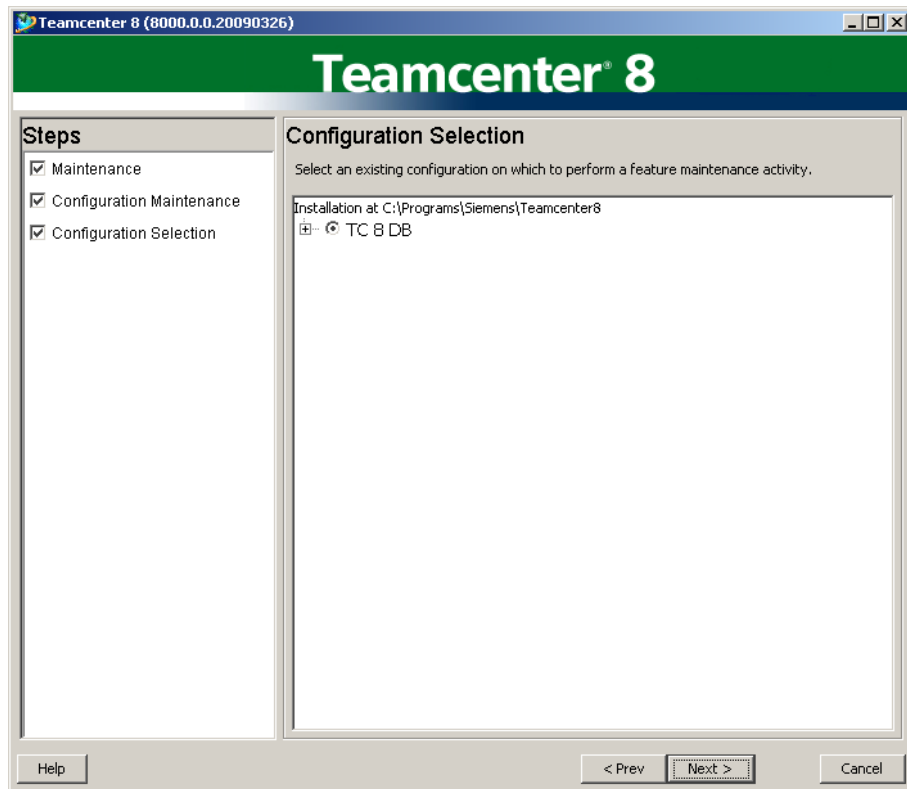 Teamcenter 8 (8000.0.0.20090326)
Teamcenter® 8
Steps
Maintenance
Configuration Maintenance
Configuration Selection
Configuration Selection
Select an existing configuration on which to perform a feature maintenance activity.
Installation at C:\Programs\Siemens\Teamcenter8
TC 8 DB
Help
< Prev
Next >
Cancel